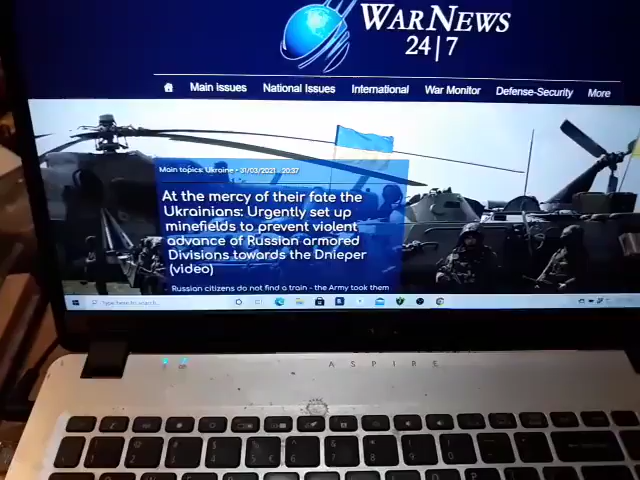 WARNEWS
24|7
Main Issues National Issues International War Monitor Defense-Security More
Main topics: Ukraine • 31/03/2021 - 20:37
At the mercy of their fate the
Ukrainians: Urgently set up
minefields to prevent violent
advance of Russian armored
Divisions towards the Dnieper
(video)
Russian citizens do not find a train - the Army took them
Type here to search
ASPIRE